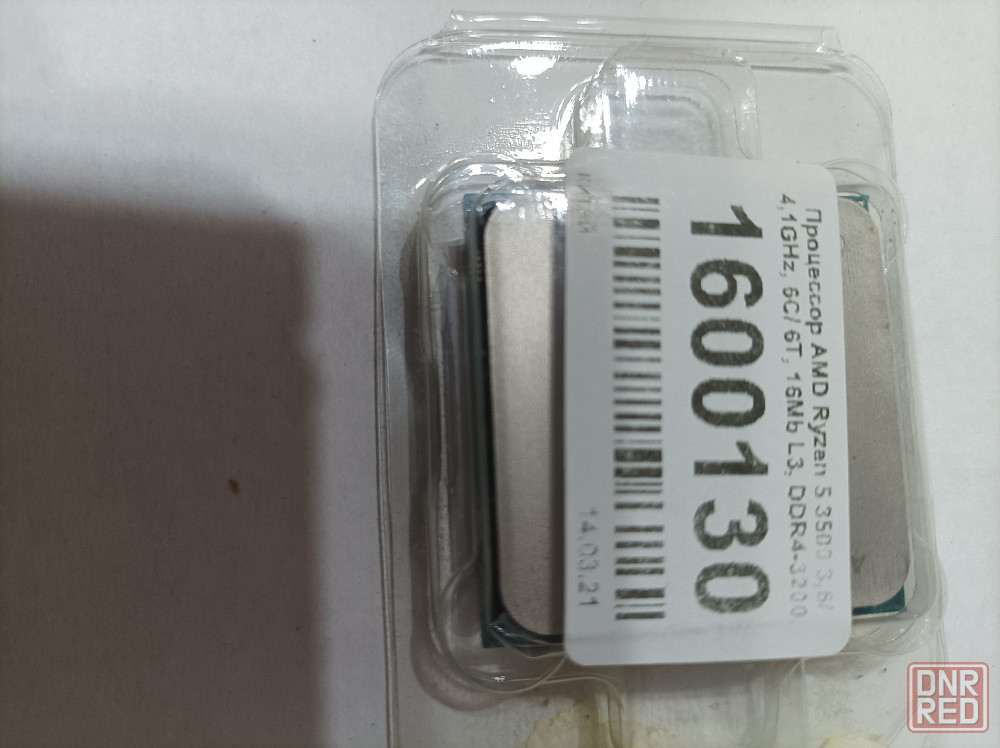 Процессор AMD Ryzen 5 3500 3,6/
4,1GHz, 6C/ 6T, 16Mb L3, DDR4-3200
1600130
14.03.21
DNR
RED